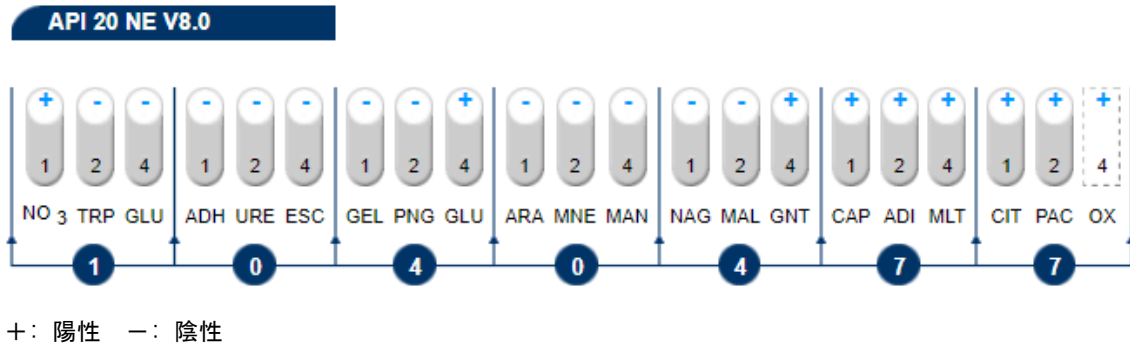 API 20 NE V8.0
+ - - - - - - - + - - - - - + + + + + + +
1 2 4 1 2 4 1 2 4 1 2 4 1 2 4 1 2 4 1 2 4
NO 3 TRP GLU ADH URE ESC GEL PNG GLU ARA MNE MAN NAG MAL GNT CAP ADI MLT CIT PAC OX
1 0 4 0 4 7 7
＋：陽性 －：陰性